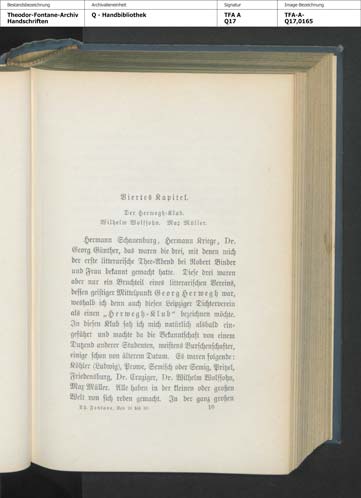 Bestandsbezeichnung
Theodor-Fontane-Archiv
Handschriften
Archivalieneinheit
Q - Handbibliothek
Signatur
TFA A
Q17
Image-Bezeichnung
TFA-A-
Q17,0165
Viertes Kapitel.
Der Herwegh-Klub.
Wilhelm Wolfsohn. Max Müller.
Hermann Schauenburg, Hermann Kriege, Dr.
Georg Günther, das waren die drei, mit denen mich
der erste litterarische Thee-Abend bei Robert Binder
und Frau bekannt gemacht hatte. Diese drei waren
aber nur ein Bruchteil eines litterarischen Vereins,
dessen geistiger Mittelpunkt Georg Herwegh war,
weshalb ich denn auch diesen Leipziger Dichterverein
als einen „Herwegh-Klub“ bezeichnen möchte.
In diesen Klub sah ich mich natürlich alsbald ein-
geführt und machte da die Bekanntschaft von einem
Dutzend anderer Studenten, meistens Burschenschafter,
einige schon von älterem Datum. Es waren folgende:
Köhler (Ludwig), Prowe, Semisch oder Semig, Pritzel,
Friedensburg, Dr. Cruziger, Dr. Wilhelm Wolfsohn,
Max Müller. Alle haben in der kleinen oder großen
Welt von sich reden gemacht. In der ganz großen
Th. Fontane, Von 20 bis 30.
10